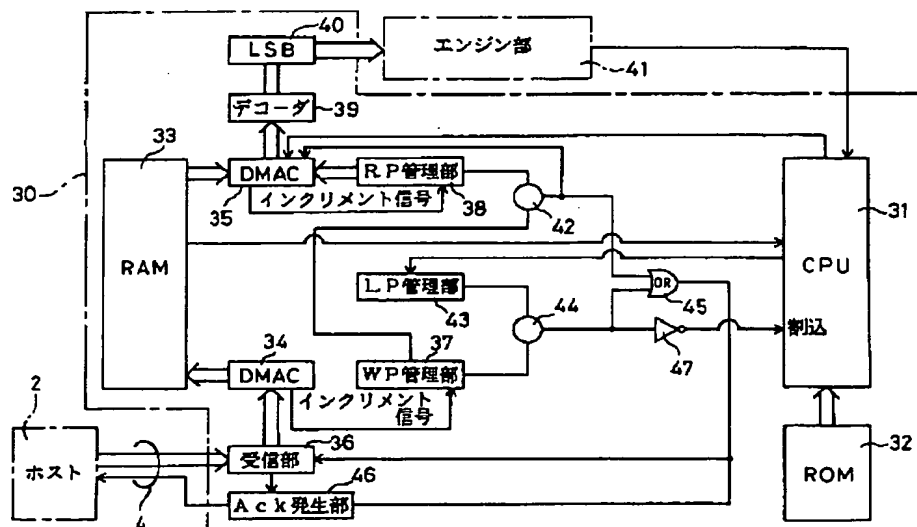 40
LSB
エンジン部
41
デコーダ
39
33
30
DMAC
RP管理部
35
インクリメント信号
38
42
31
RAM
CPU
LP管理部
43
44
OR
45
割込
47
34
37
DMAC
WP管理部
インクリメント
信号
2
ホスト
4
36
受信部
46
Ack発生部
32
ROM